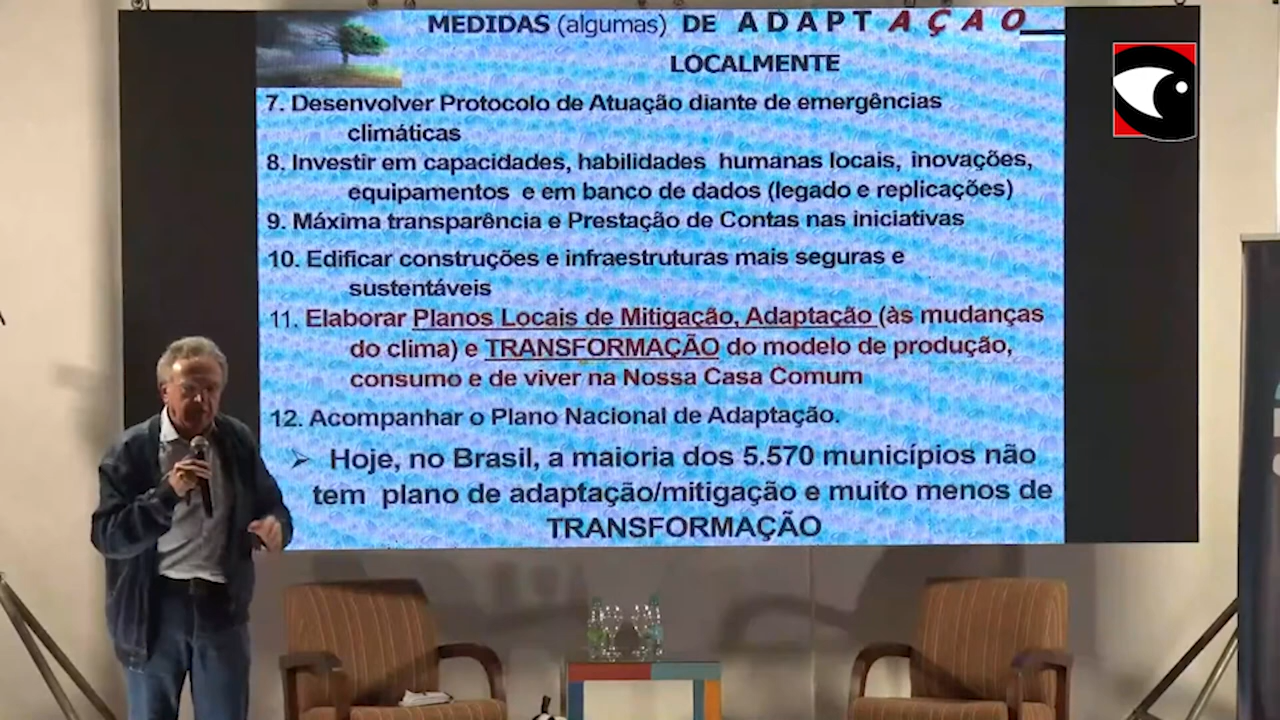 MEDIDAS (algumas) DE ADAPTAÇÃO
LOCALMENTE
7. Desenvolver Protocolo de Atuação diante de emergências
climáticas
8. Investir em capacidades, habilidades humanas locais, inovações,
equipamentos e em banco de dados (legado e replicações)
9. Máxima transparência e Prestação de Contas nas iniciativas
10. Edificar construções e infraestruturas mais seguras e
sustentáveis
11. Elaborar Planos Locais de Mitigação, Adaptação (às mudanças
do clima) e TRANSFORMAÇÃO do modelo de produção,
consumo e de viver na Nossa Casa Comum
12. Acompanhar o Plano Nacional de Adaptação.
➢ Hoje, no Brasil, a maioria dos 5.570 municípios não
tem plano de adaptação/mitigação e muito menos de
TRANSFORMAÇÃO